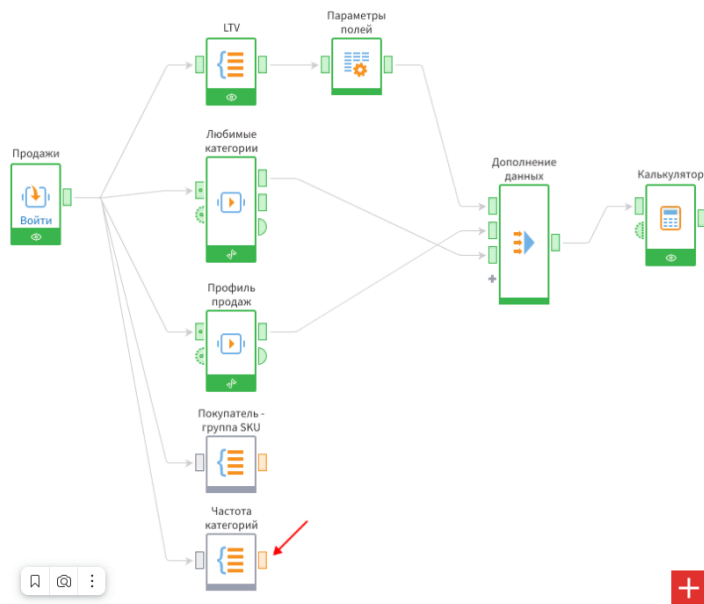 Параметры
полей
LTV
Продажи
Войти
Любимые
категории
Дополнение
данных
Калькулятор
Профиль
продаж
Покупатель -
группа SKU
Частота
категорий